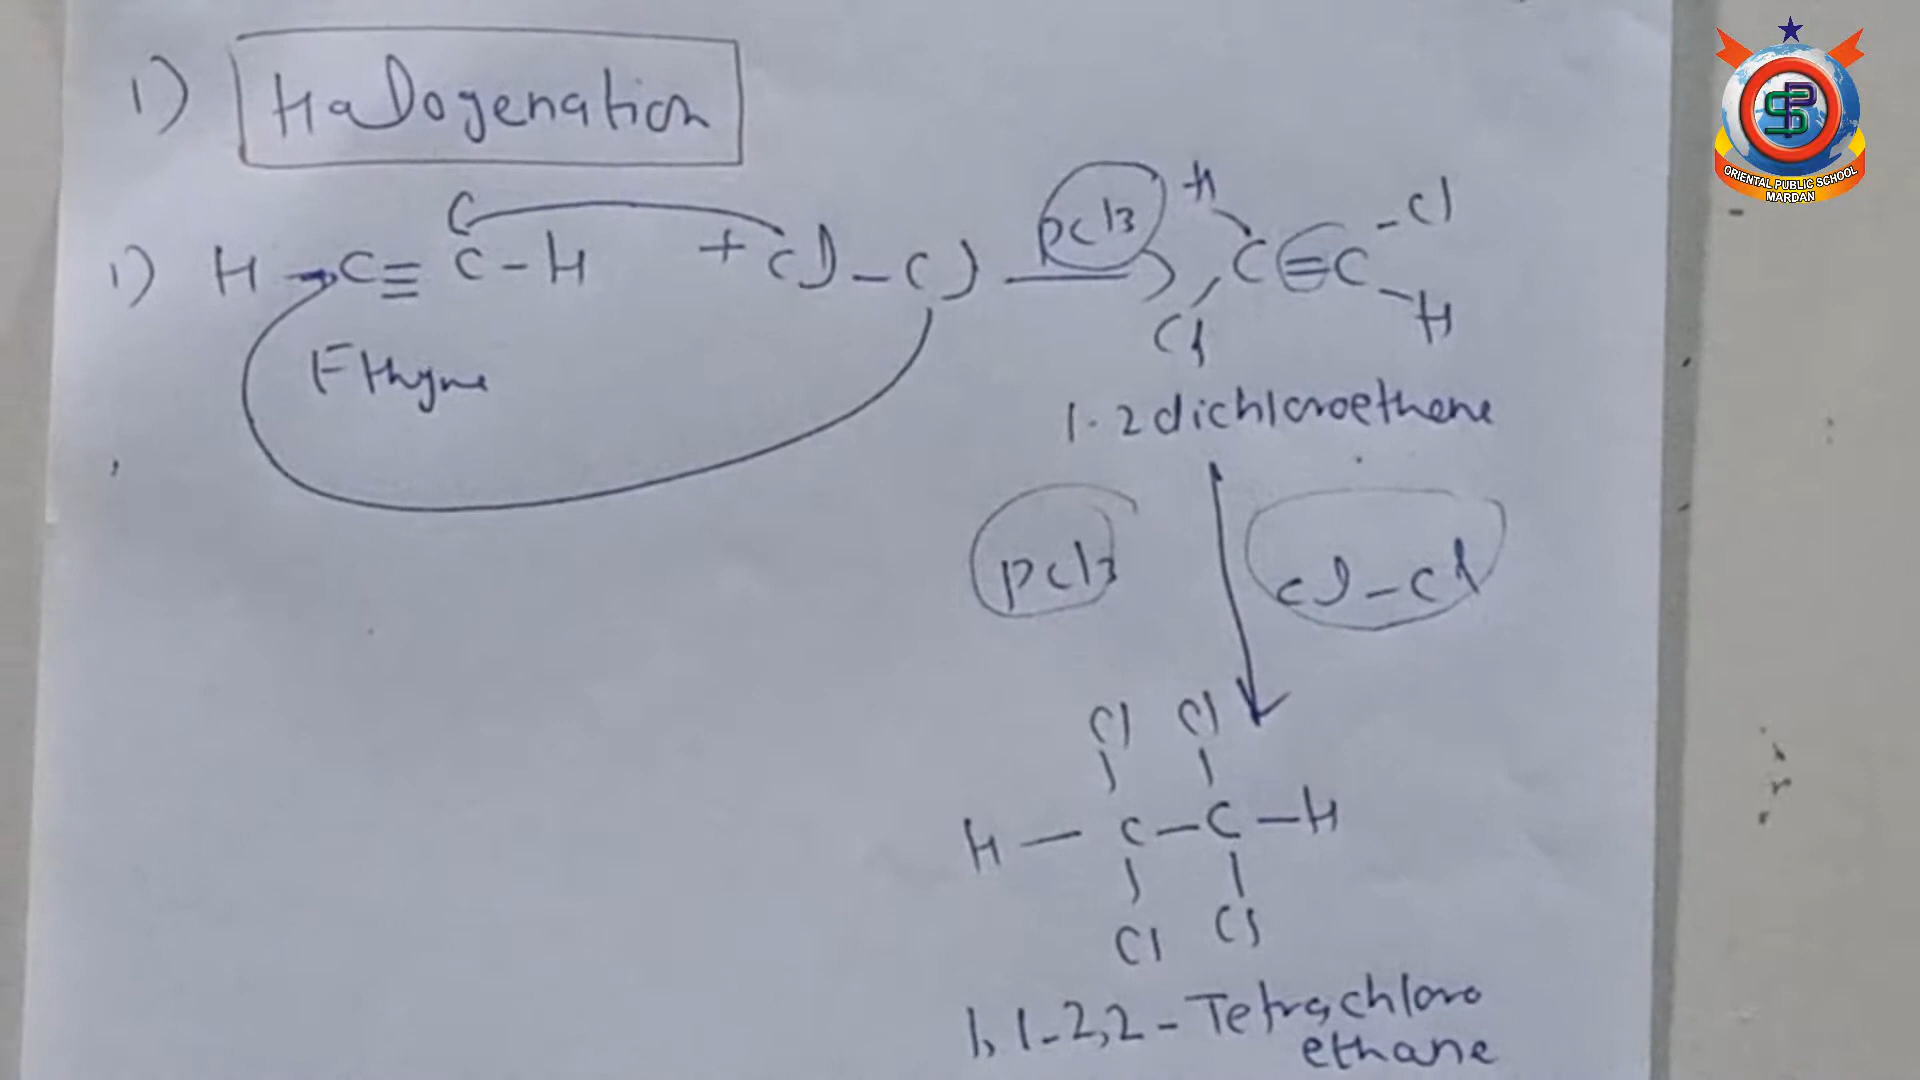 1) Halogenation
1) H-C≡C-H + Cl-Cl PCl3 H Cl C≡C Cl H
Ethyne
1.2 dichloroethene
PCl3 Cl-Cl
Cl Cl
H-C-C-H
Cl Cl
1,1-2,2-Tetrachloro
ethane
SPB
ORIENTAL PUBLIC SCHOOL
MARDAN